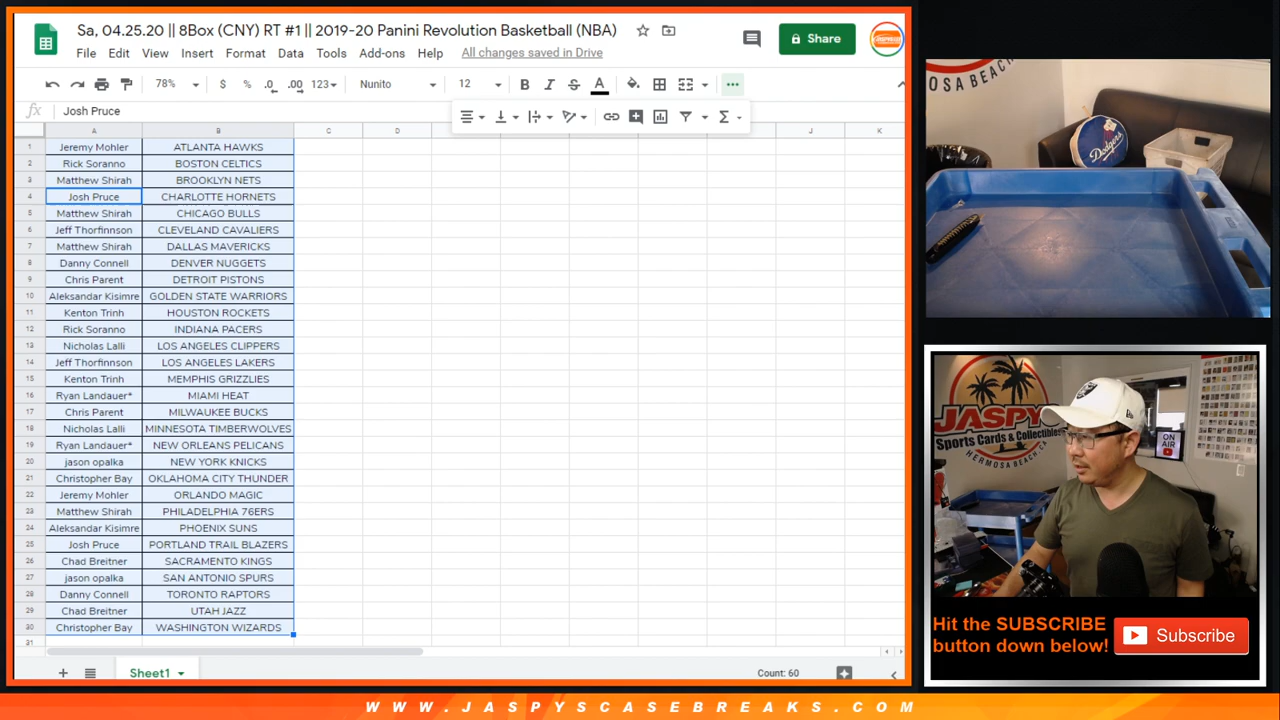 Sa, 04.25.20 || 8Box (CNY) RT #1 || 2019-20 Panini Revolution Basketball (NBA)
Share
File Edit View Insert Format Data Tools Add-ons Help All changes saved in Drive
78% $ % .0 .00 123 Nunito 12 B I S A
fx Josh Pruce
A B C D J K
1 Jeremy Mohler ATLANTA HAWKS
2 Rick Soranno BOSTON CELTICS
3 Matthew Shirah BROOKLYN NETS
4 Josh Pruce CHARLOTTE HORNETS
5 Matthew Shirah CHICAGO BULLS
6 Jeff Thorfinnson CLEVELAND CAVALIERS
7 Matthew Shirah DALLAS MAVERICKS
8 Danny Connell DENVER NUGGETS
9 Chris Parent DETROIT PISTONS
10 Aleksandar Kisimre GOLDEN STATE WARRIORS
11 Kenton Trinh HOUSTON ROCKETS
12 Rick Soranno INDIANA PACERS
13 Nicholas Lalli LOS ANGELES CLIPPERS
14 Jeff Thorfinnson LOS ANGELES LAKERS
15 Kenton Trinh MEMPHIS GRIZZLIES
16 Ryan Landauer* MIAMI HEAT
17 Chris Parent MILWAUKEE BUCKS
18 Nicholas Lalli MINNESOTA TIMBERWOLVES
19 Ryan Landauer* NEW ORLEANS PELICANS
20 jason opalka NEW YORK KNICKS
21 Christopher Bay OKLAHOMA CITY THUNDER
22 Jeremy Mohler ORLANDO MAGIC
23 Matthew Shirah PHILADELPHIA 76ERS
24 Aleksandar Kisimre PHOENIX SUNS
25 Josh Pruce PORTLAND TRAIL BLAZERS
26 Chad Breitner SACRAMENTO KINGS
27 jason opalka SAN ANTONIO SPURS
28 Danny Connell TORONTO RAPTORS
29 Chad Breitner UTAH JAZZ
30 Christopher Bay WASHINGTON WIZARDS
31
Sheet1
Count: 60
HERMOSA BEACH
Dodgers
JASPY'S
Sports Cards & Collectibles
HERMOSA BEACH, CA
ON
AIR
Hit the SUBSCRIBE
button down below!
Subscribe
WWW.JASPYSCASEBREAKS.COM